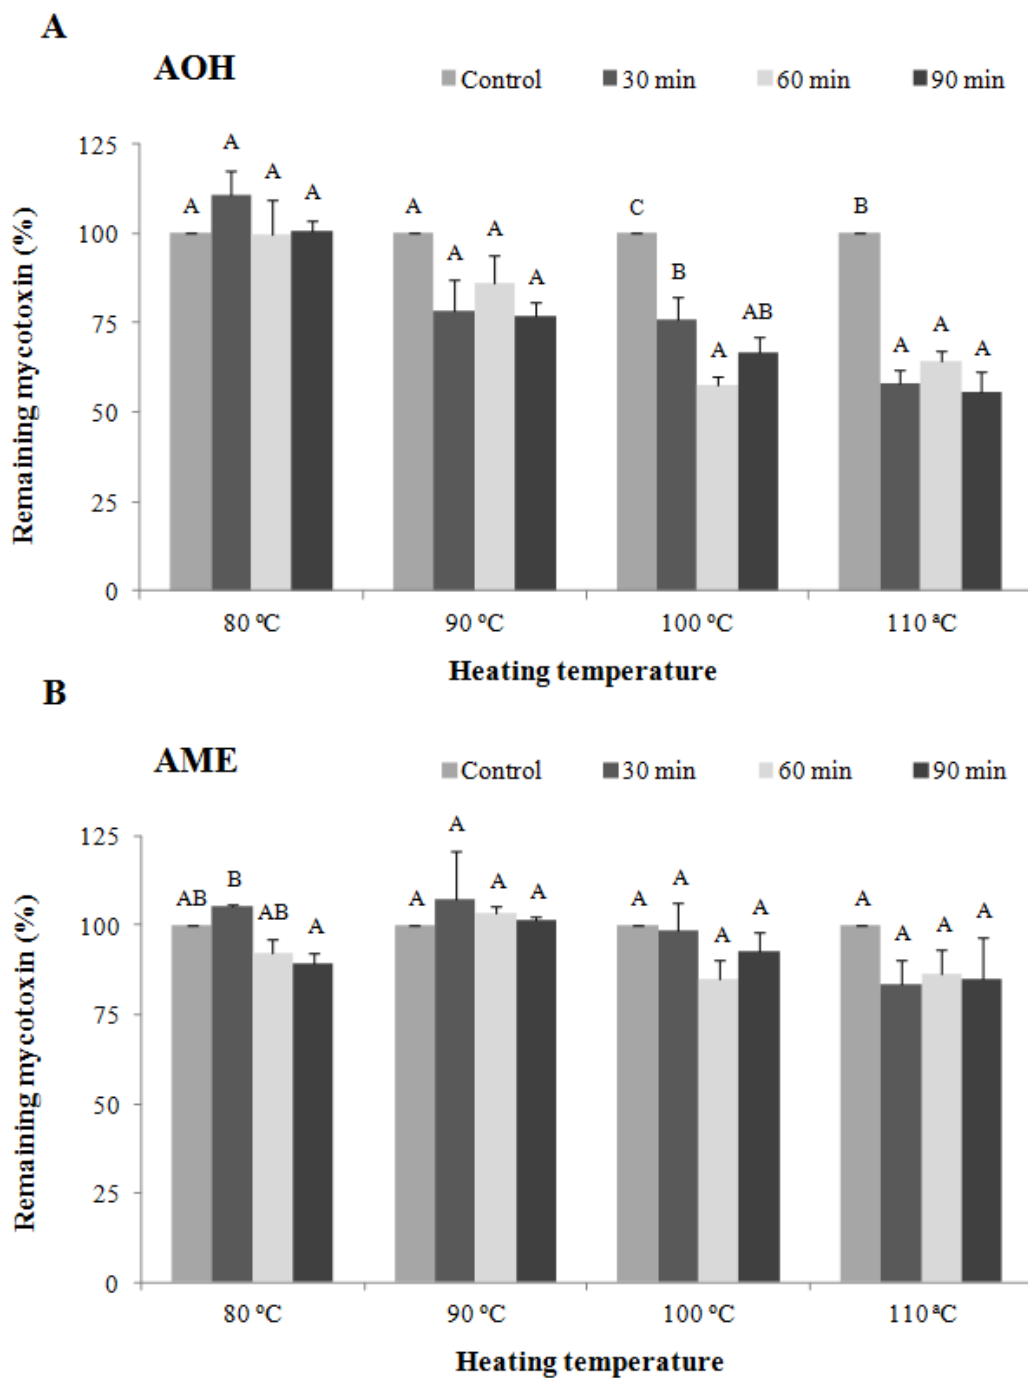 A
AOH
Control 30 min 60 min 90 min
Remaining mycotoxin (%)
125
100
75
50
25
0
A A A A
A A A A
C B A AB
B A A A
80 ºC 90 ºC 100 ºC 110 ªC
Heating temperature
B
AME
Control 30 min 60 min 90 min
Remaining mycotoxin (%)
125
100
75
50
25
0
AB B AB A
A A A A
A A A A
A A A A
80 ºC 90 ºC 100 ºC 110 ªC
Heating temperature